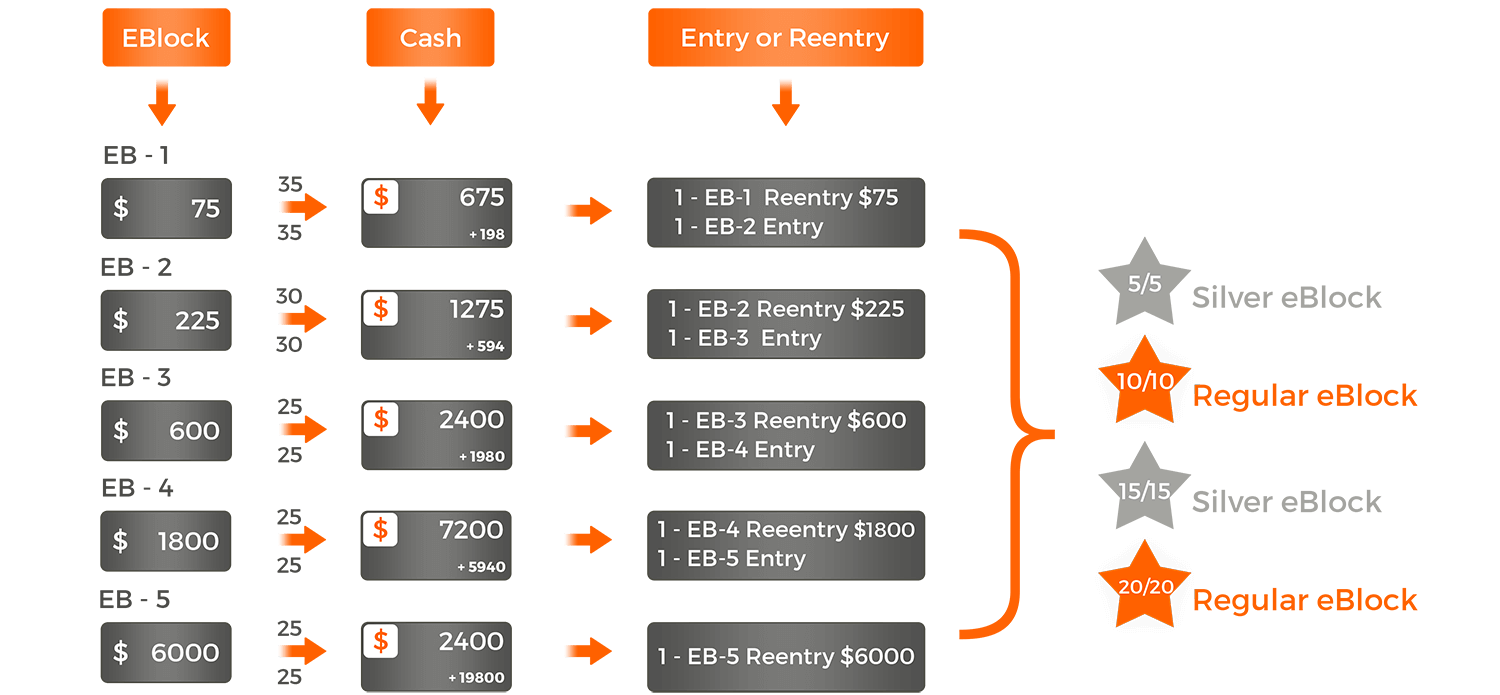 EBlock
Cash
Entry or Reentry
EB - 1
$ 75
35
35
$ 675
+ 198
1 - EB-1 Reentry $75
1 - EB-2 Entry
EB - 2
$ 225
30
30
$ 1275
+ 594
1 - EB-2 Reentry $225
1 - EB-3 Entry
EB - 3
$ 600
25
25
$ 2400
+ 1980
1 - EB-3 Reentry $600
1 - EB-4 Entry
EB - 4
$ 1800
25
25
$ 7200
+ 5940
1 - EB-4 Reeentry $1800
1 - EB-5 Entry
EB - 5
$ 6000
25
25
$ 2400
+ 19800
1 - EB-5 Reentry $6000
5/5 Silver eBlock
10/10 Regular eBlock
15/15 Silver eBlock
20/20 Regular eBlock